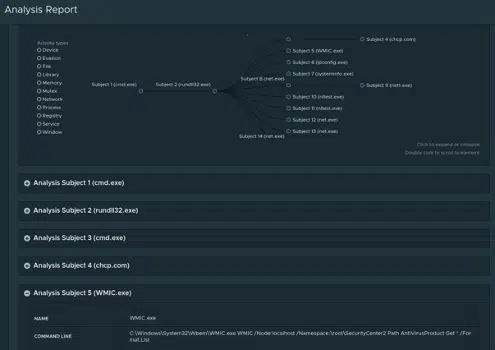 Analysis Report
Activity types
Device
Evasion
File
Library
Memory
Mutex
Network
Process
Registry
Service
Window
Subject 1 (cmd.exe)
Subject 2 (rundll32.exe)
Subject 4 (chcp.com)
Subject 5 (WMIC.exe)
Subject 6 (ipconfig.exe)
Subject 7 (systeminfo.exe)
Subject 8 (net.exe)
Subject 9 (net1.exe)
Subject 10 (nltest.exe)
Subject 11 (nltest.exe)
Subject 12 (net.exe)
Subject 13 (net.exe)
Subject 14 (net.exe)
Click to expand or collapse
Double click to scroll to element
Analysis Subject 1 (cmd.exe)
Analysis Subject 2 (rundll32.exe)
Analysis Subject 3 (cmd.exe)
Analysis Subject 4 (chcp.com)
Analysis Subject 5 (WMIC.exe)
NAME WMIC.exe
COMMAND LINE C:\Windows\System32\Wbem\WMIC.exe WMIC /Node:localhost /Namespace:\\root\SecurityCenter2 Path AntiVirusProduct Get * /For
mat:List